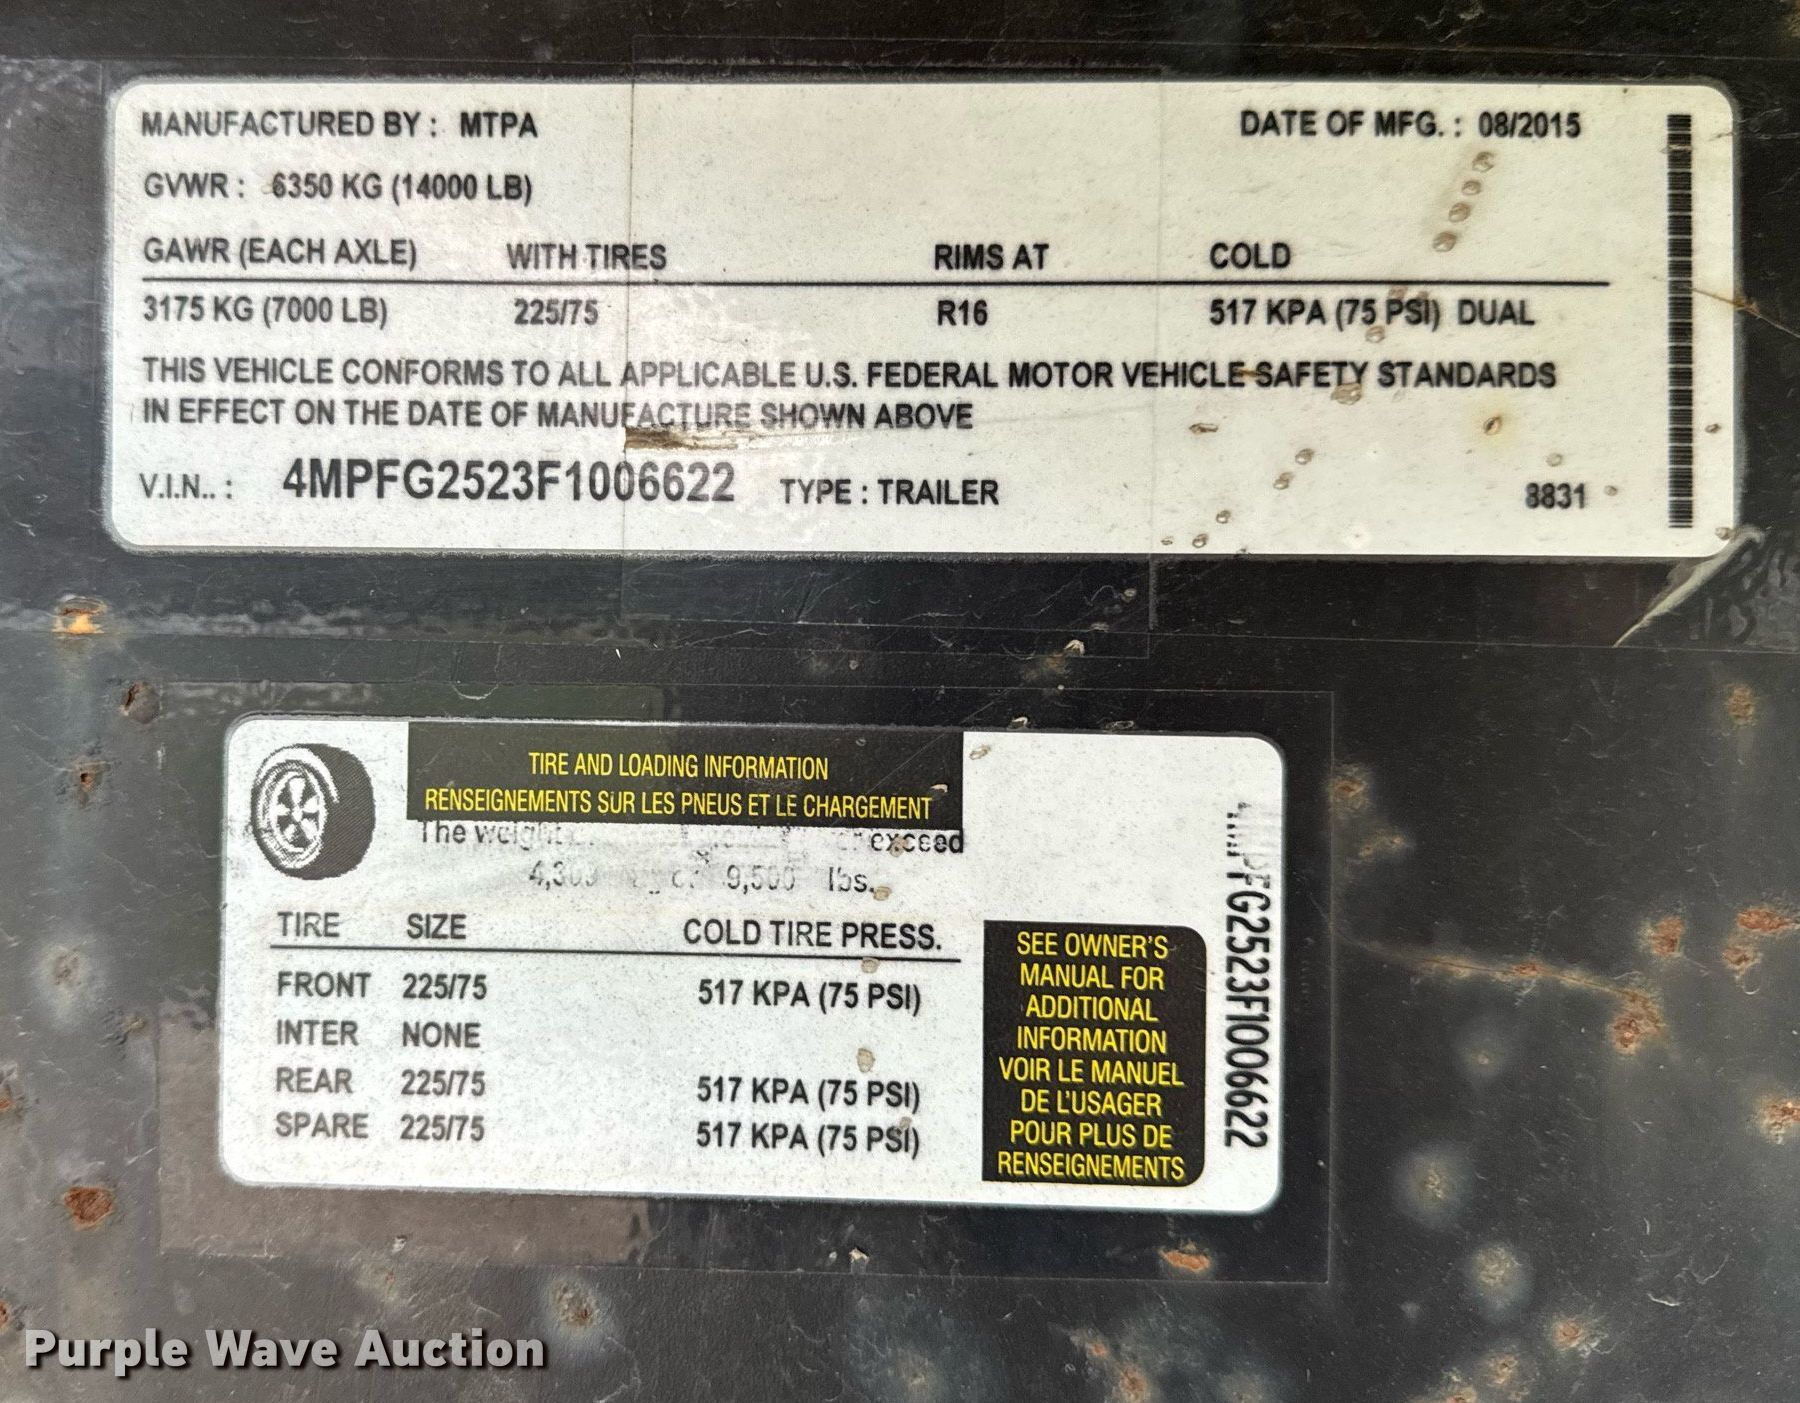 MANUFACTURED BY : MTPA DATE OF MFG. : 08/2015
GVWR : 6350 KG (14000 LB)
GAWR (EACH AXLE) WITH TIRES RIMS AT COLD
3175 KG (7000 LB) 225/75 R16 517 KPA (75 PSI) DUAL
THIS VEHICLE CONFORMS TO ALL APPLICABLE U.S. FEDERAL MOTOR VEHICLE SAFETY STANDARDS
IN EFFECT ON THE DATE OF MANUFACTURE SHOWN ABOVE
V.I.N.. : 4MPFG2523F1006622 TYPE : TRAILER 8831
TIRE AND LOADING INFORMATION
RENSEIGNEMENTS SUR LES PNEUS ET LE CHARGEMENT
The weight exceed
9,500 lbs.
TIRE SIZE COLD TIRE PRESS.
FRONT 225/75 517 KPA (75 PSI)
INTER NONE
REAR 225/75 517 KPA (75 PSI)
SPARE 225/75 517 KPA (75 PSI)
SEE OWNER'S
MANUAL FOR
ADDITIONAL
INFORMATION
VOIR LE MANUEL
DE L'USAGER
POUR PLUS DE
RENSEIGNEMENTS
4MPFG2523F1006622
Purple Wave Auction